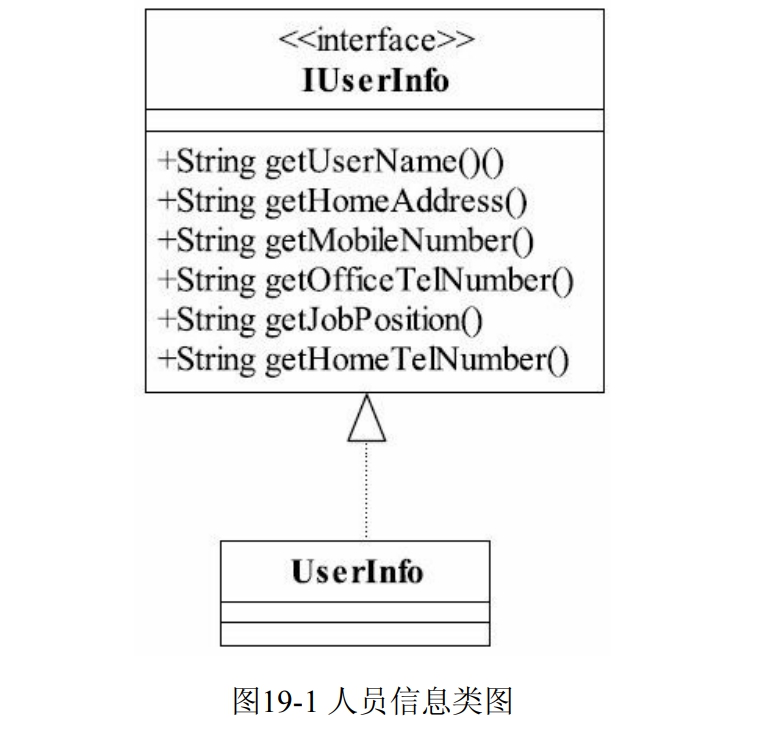 <<interface>>
IUserInfo
+String getUserName()()
+String getHomeAddress()
+String getMobileNumber()
+String getOfficeTelNumber()
+String getJobPosition()
+String getHomeTelNumber()
UserInfo
图19-1 人员信息类图